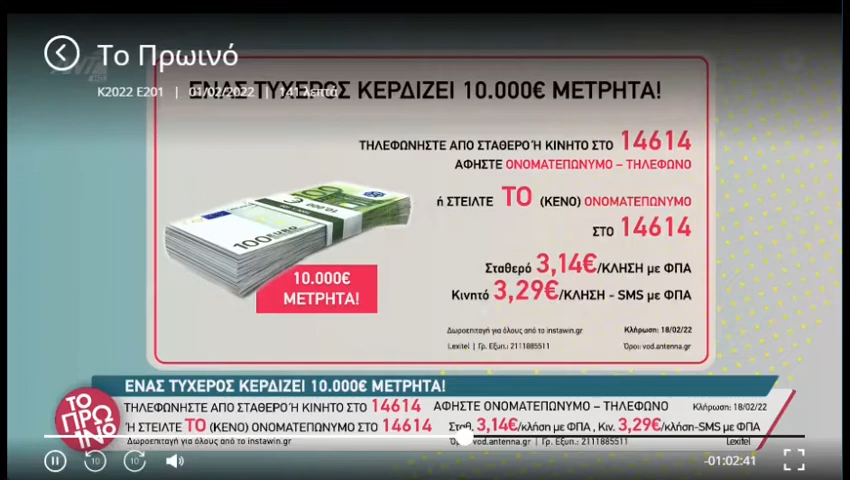 Το Πρωινό
Κ2022 Ε201 | 01/02/2022 | 141 λεπτά
ΕΝΑΣ ΤΥΧΕΡΟΣ ΚΕΡΔΙΖΕΙ 10.000€ ΜΕΤΡΗΤΑ!
ΤΗΛΕΦΩΝΗΣΤΕ ΑΠΟ ΣΤΑΘΕΡΟ Ή ΚΙΝΗΤΟ ΣΤΟ 14614
ΑΦΗΣΤΕ ΟΝΟΜΑΤΕΠΩΝΥΜΟ – ΤΗΛΕΦΩΝΟ
ή ΣΤΕΙΛΤΕ ΤΟ (ΚΕΝΟ) ΟΝΟΜΑΤΕΠΩΝΥΜΟ
ΣΤΟ 14614
100 EURO
100
10.000€
ΜΕΤΡΗΤΑ!
Σταθερό 3,14€/ΚΛΗΣΗ με ΦΠΑ
Κινητό 3,29€/ΚΛΗΣΗ - SMS με ΦΠΑ
Δωροεπιταγή για όλους από το instawin.gr
Κλήρωση: 18/02/22
Lexitel | Γρ. Εξυπ.: 2111885511
Όροι: vod.antenna.gr
ΕΝΑΣ ΤΥΧΕΡΟΣ ΚΕΡΔΙΖΕΙ 10.000€ ΜΕΤΡΗΤΑ!
ΤΟ ΠΡΩΙΝΟ
ΤΗΛΕΦΩΝΗΣΤΕ ΑΠΟ ΣΤΑΘΕΡΟ Ή ΚΙΝΗΤΟ ΣΤΟ 14614 ΑΦΗΣΤΕ ΟΝΟΜΑΤΕΠΩΝΥΜΟ – ΤΗΛΕΦΩΝΟ Κλήρωση: 18/02/22
Ή ΣΤΕΙΛΤΕ ΤΟ (ΚΕΝΟ) ΟΝΟΜΑΤΕΠΩΝΥΜΟ ΣΤΟ 14614 Σταθ. 3,14€/κλήση με ΦΠΑ , Κιν. 3,29€/κλήση-SMS με ΦΠΑ
Δωροεπιταγή για όλους από το instawin.gr Όροι: vod.antenna.gr | Γρ. Εξυπ.: 2111885511 Lexitel
10 10 -01:02:41